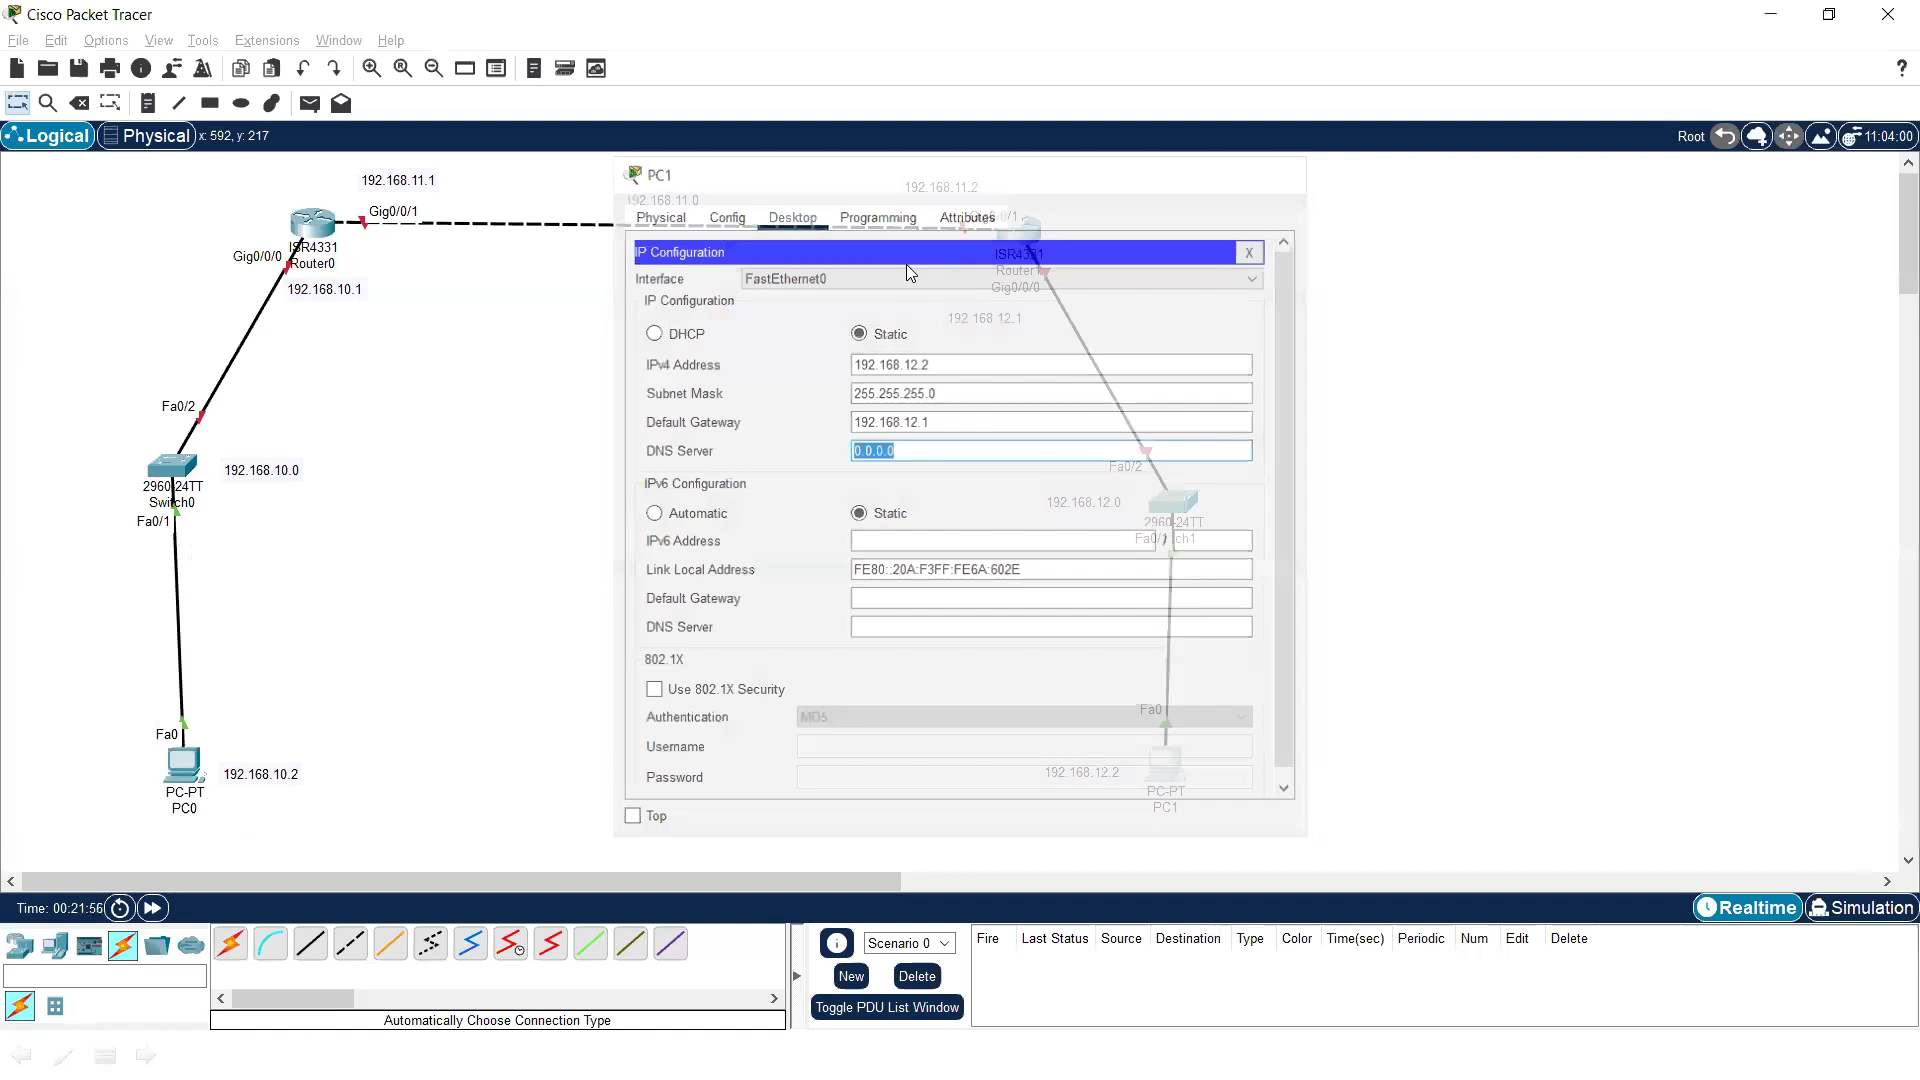 Cisco Packet Tracer
File Edit Options View Tools Extensions Window Help
Logical Physical x: 592, y: 217 Root 11:04:00
192.168.11.1
Gig0/0/1
ISR4331
Router0
Gig0/0/0
192.168.10.1
Fa0/2
192.168.10.0
2960-24TT
Switch0
Fa0/1
Fa0
192.168.10.2
PC-PT
PC0
PC1
192.168.11.0
192.168.11.2
Physical Config Desktop Programming Attributes
IP Configuration X
Interface FastEthernet0
IP Configuration
DHCP Static
IPv4 Address 192.168.12.2
Subnet Mask 255.255.255.0
Default Gateway 192.168.12.1
DNS Server 0.0.0.0
IPv6 Configuration
Automatic Static
IPv6 Address /
Link Local Address FE80::20A:F3FF:FE6A:602E
Default Gateway
DNS Server
802.1X
Use 802.1X Security
Authentication MD5
Username
Password
Top
ISR4331
Gig0/0/0
192 168 12.1
Fa0/2
192.168.12.0
2960-24TT
Fa0
192.168.12.2
PC-PT
PC1
Time: 00:21:56 Realtime Simulation
Automatically Choose Connection Type
Scenario 0
New Delete
Toggle PDU List Window
Fire Last Status Source Destination Type Color Time(sec) Periodic Num Edit Delete